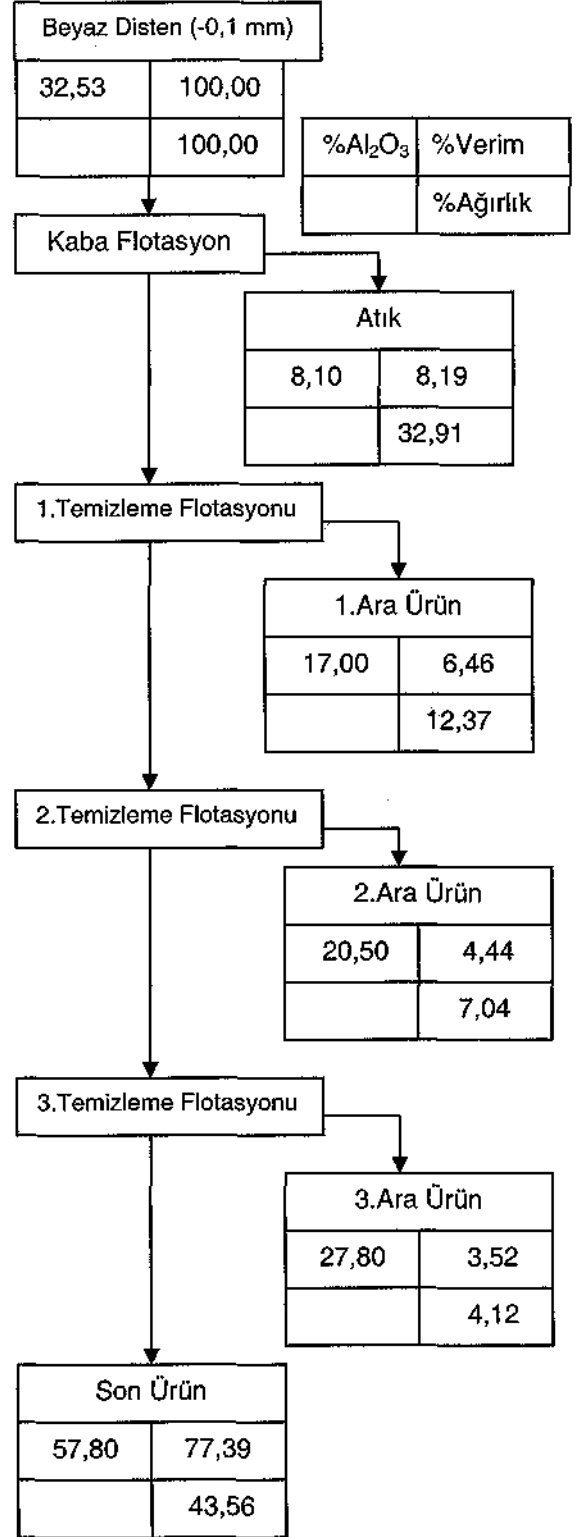 Beyaz Disten (-0,1 mm)
32,53 100,00
100,00
%Al₂O₃ %Verim
%Ağırlık
Kaba Flotasyon
Atık
8,10 8,19
32,91
1.Temizleme Flotasyonu
1.Ara Ürün
17,00 6,46
12,37
2.Temizleme Flotasyonu
2.Ara Ürün
20,50 4,44
7,04
3.Temizleme Flotasyonu
3.Ara Ürün
27,80 3,52
4,12
Son Ürün
57,80 77,39
43,56